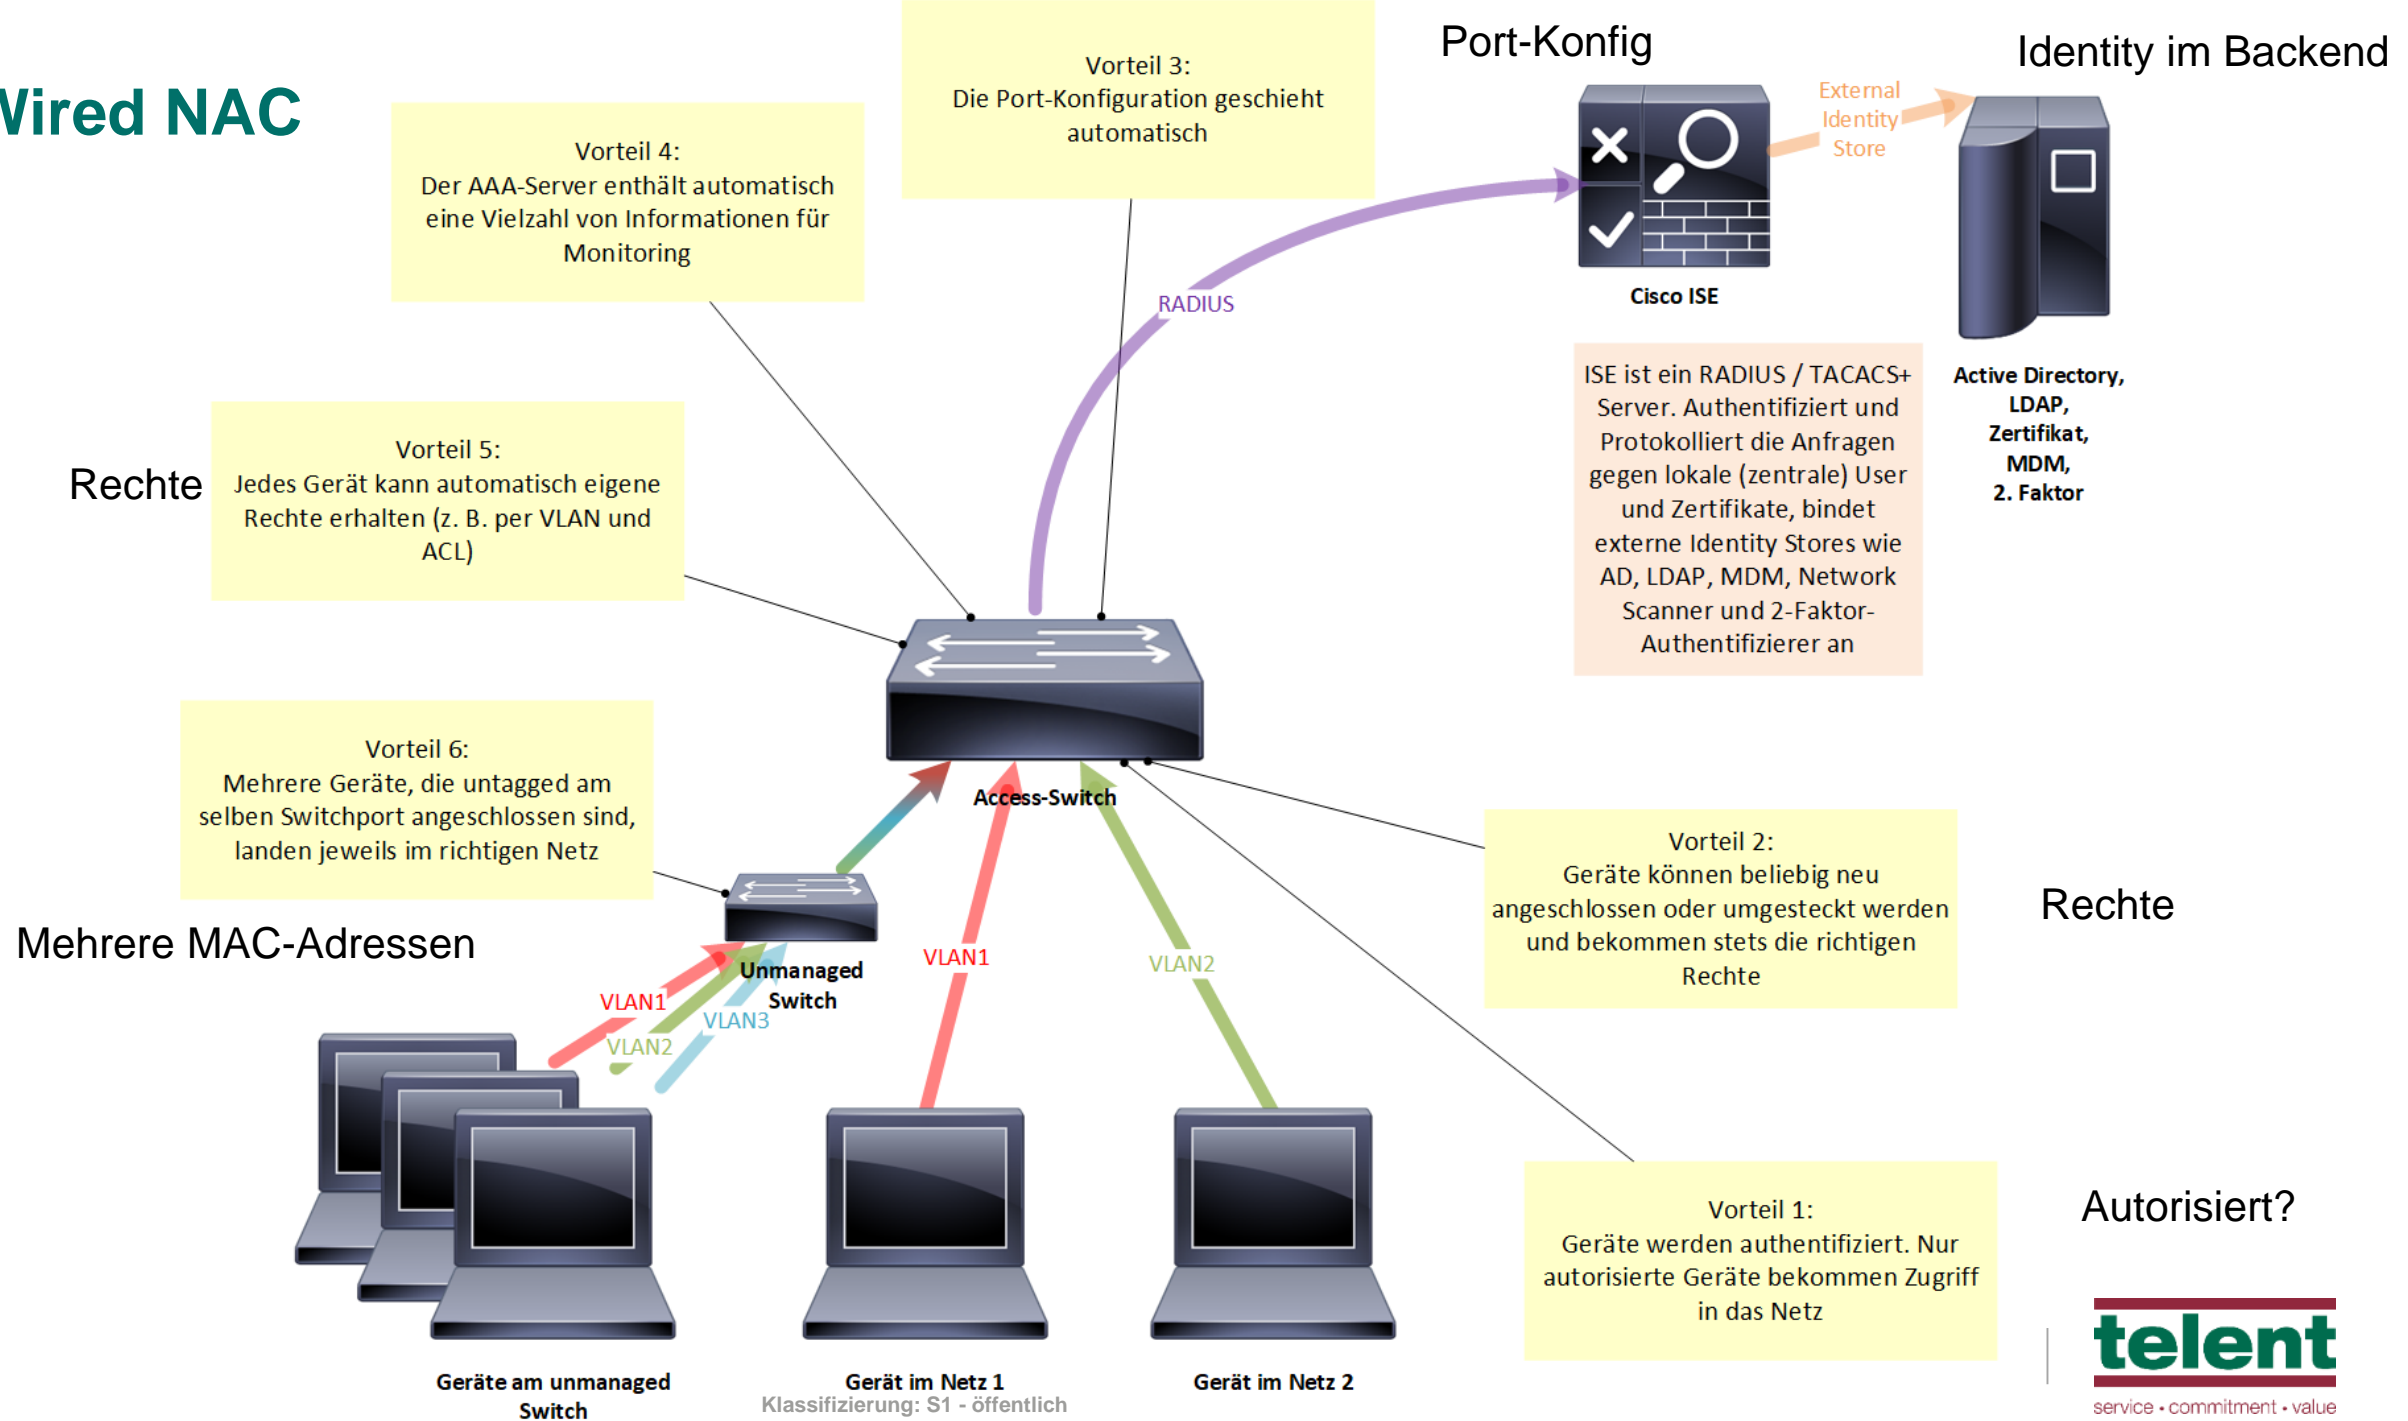 Wired NAC
Vorteil 3:
Die Port-Konfiguration geschieht
automatisch
Port-Konfig
Identity im Backend
External
Identity
Store
Vorteil 4:
Der AAA-Server enthält automatisch
eine Vielzahl von Informationen für
Monitoring
RADIUS
Cisco ISE
ISE ist ein RADIUS / TACACS+
Server. Authentifiziert und
Protokolliert die Anfragen
gegen lokale (zentrale) User
und Zertifikate, bindet
externe Identity Stores wie
AD, LDAP, MDM, Network
Scanner und 2-Faktor-
Authentifizierer an
Active Directory,
LDAP,
Zertifikat,
MDM,
2. Faktor
Rechte
Vorteil 5:
Jedes Gerät kann automatisch eigene
Rechte erhalten (z. B. per VLAN und
ACL)
Vorteil 6:
Mehrere Geräte, die untagged am
selben Switchport angeschlossen sind,
landen jeweils im richtigen Netz
Mehrere MAC-Adressen
Access-Switch
Vorteil 2:
Geräte können beliebig neu
angeschlossen oder umgesteckt werden
und bekommen stets die richtigen
Rechte
Rechte
Unmanaged
Switch
VLAN1
VLAN2
VLAN3
VLAN1
VLAN2
Vorteil 1:
Geräte werden authentifiziert. Nur
autorisierte Geräte bekommen Zugriff
in das Netz
Autorisiert?
Geräte am unmanaged
Switch
Gerät im Netz 1
Gerät im Netz 2
Klassifizierung: S1 - öffentlich
telent
service • commitment • value